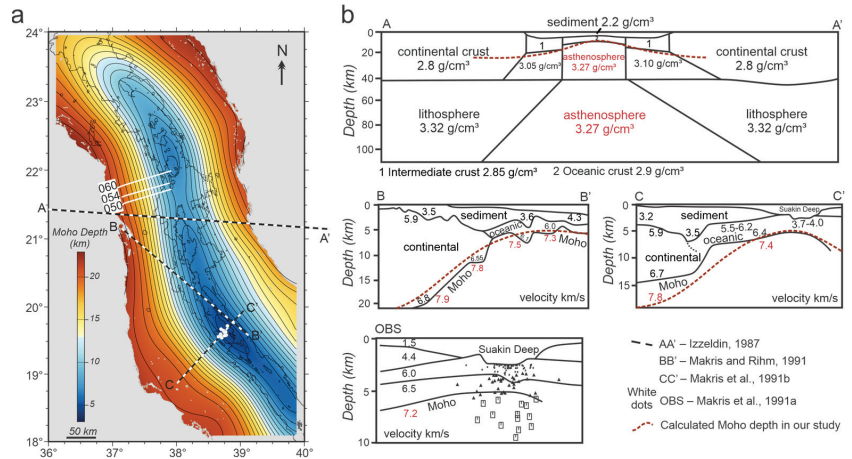 a
24°
23°
22°
21°
20°
19°
18°
36°
37°
38°
39°
40°
N
060
054
050
A
A'
B
B
C'
C
Moho Depth
(km)
20
15
10
5
50 km
b
sediment 2.2 g/cm³
A
A'
Depth (km)
0
20
40
60
80
100
continental crust
2.8 g/cm³
1
2
1
3.05 g/cm³
asthenosphere
3.27 g/cm³
3.10 g/cm³
continental crust
2.8 g/cm³
lithosphere
3.32 g/cm³
asthenosphere
3.27 g/cm³
lithosphere
3.32 g/cm³
1 Intermediate crust 2.85 g/cm³
2 Oceanic crust 2.9 g/cm³
B
B'
Depth (km)
0
5
10
15
20
3.5
5.9
sediment
3.6
4.3
oceanic
6.0
7.5
7.3
Moho
continental
6.55
7.8
Moho
6.8
7.9
velocity km/s
C
C'
Depth (km)
0
5
10
15
3.2
sediment
Suakin Deep
3.7-4.0
5.9
3.5
5.5-6.2
oceanic
6.4
7.4
continental
6.7
Moho
7.8
velocity km/s
OBS
Depth (km)
0
5
10
1.5
4.4
6.0
6.5
7.2
Moho
Suakin Deep
velocity km/s
AA' – Izzeldin, 1987
BB' – Makris and Rihm, 1991
CC' – Makris et al., 1991b
White
dots
OBS – Makris et al., 1991a
Calculated Moho depth in our study